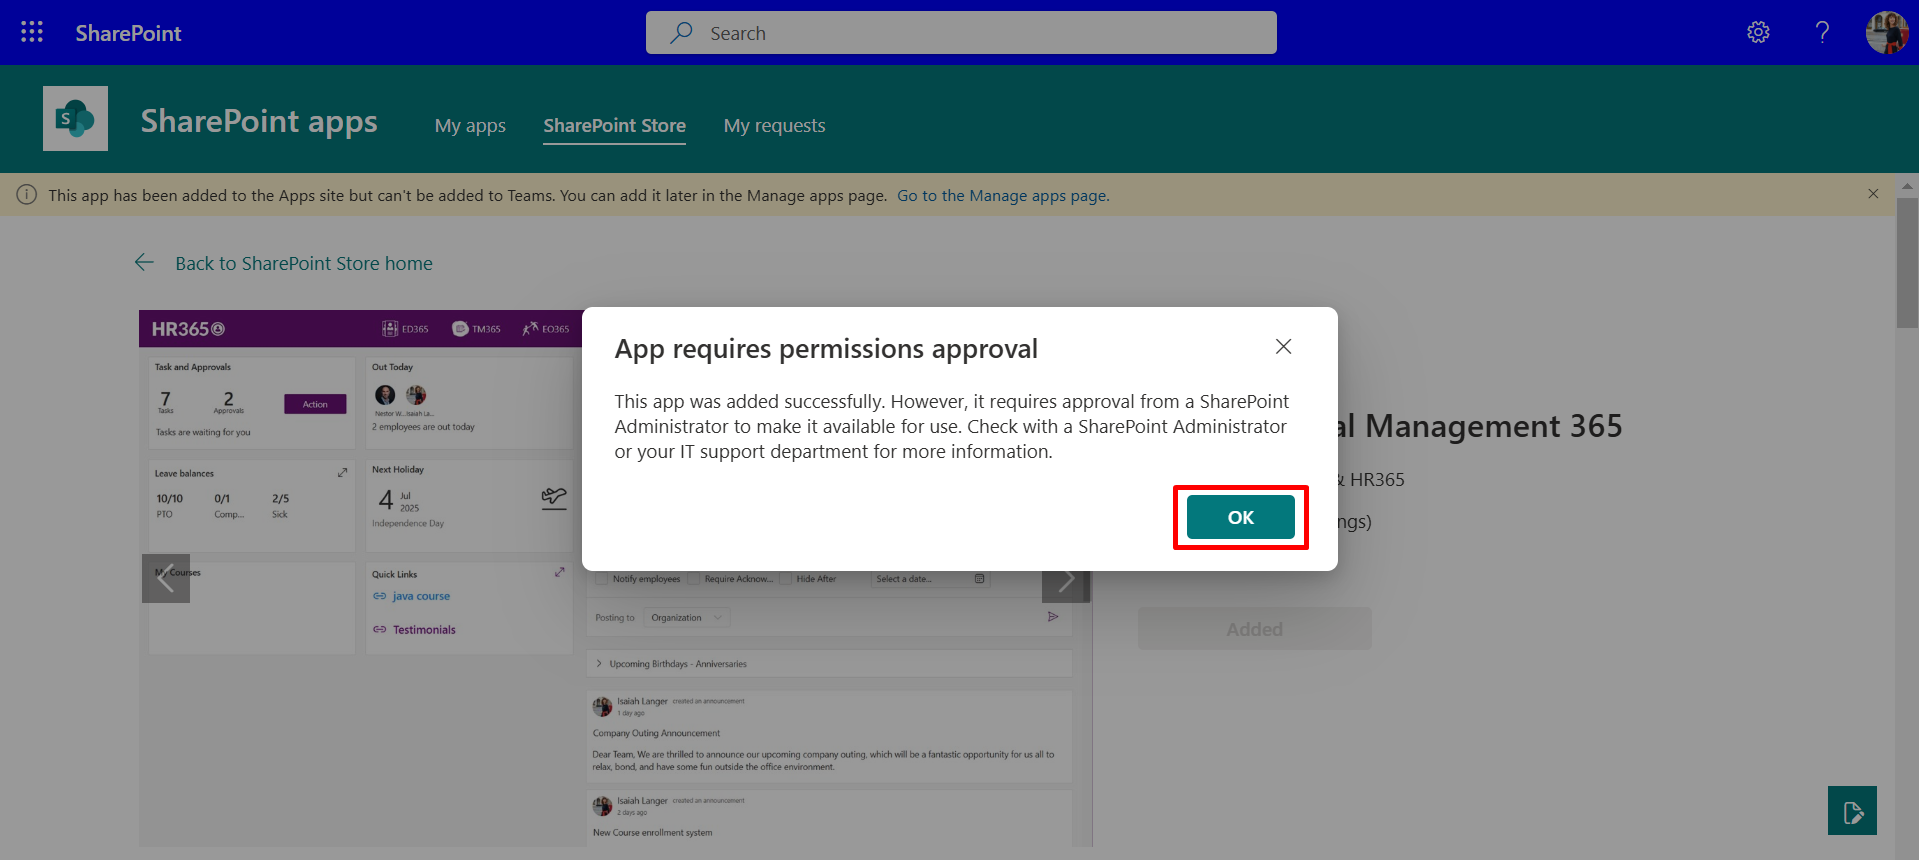 SharePoint
Search
SharePoint apps
My apps
SharePoint Store
My requests
This app has been added to the Apps site but can't be added to Teams. You can add it later in the Manage apps page. Go to the Manage apps page.
Back to SharePoint Store home
HR365
ED365
TM365
EO365
Task and Approvals
7
2
Tasks
Approvals
Action
Tasks are waiting for you
Out Today
Nestor W...Isaiah La...
2 employees are out today
Leave balances
10/10
0/1
2/5
PTO
Comp...
Sick
Next Holiday
4
Jul
2025
Independence Day
My Courses
Quick Links
java course
Testimonials
App requires permissions approval
This app was added successfully. However, it requires approval from a SharePoint
Administrator to make it available for use. Check with a SharePoint Administrator
or your IT support department for more information.
OK
al Management 365
& HR365
ngs)
Added
Notify employees
Require Acknow...
Hide After
Select a date...
Posting to
Organization
Upcoming Birthdays - Anniversaries
Isaiah Langer created an announcement
1 day ago
Company Outing Announcement
Dear Team, We are thrilled to announce our upcoming company outing, which will be a fantastic opportunity for us all to
relax, bond, and have some fun outside the office environment.
Isaiah Langer created an announcement
2 days ago
New Course enrollment system